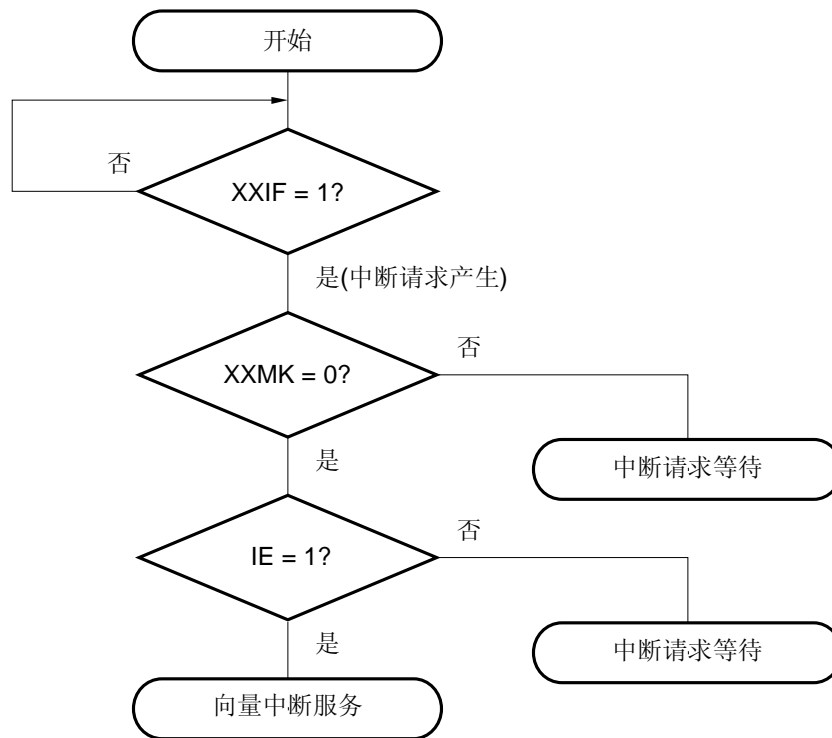 开始
否
XXIF = 1?
是(中断请求产生)
否
XXMK = 0?
是
中断请求等待
否
IE = 1?
是
中断请求等待
向量中断服务